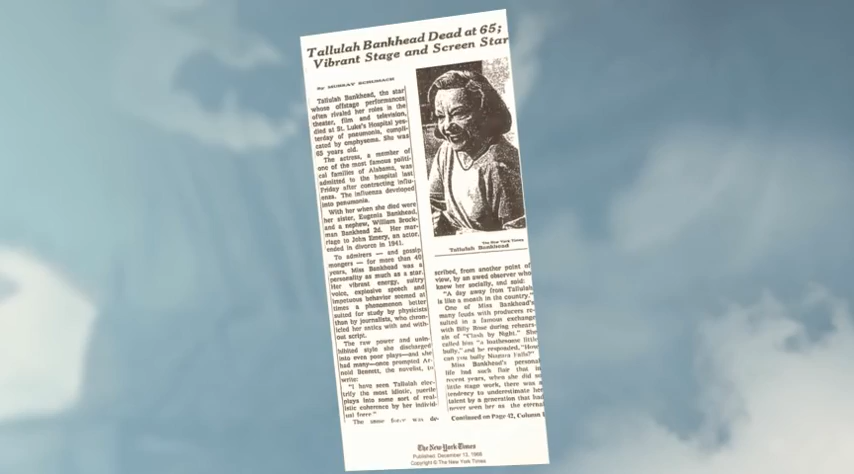 Tallulah Bankhead Dead at 65;
Vibrant Stage and Screen Star
By MURRAY SCHUMACH
Tallulah Bankhead, the star
whose offstage performances
often rivaled her roles in the
theater, film and television,
died at St. Luke's Hospital yes-
terday of pneumonia, compli-
cated by emphysema. She was
65 years old.
The actress, a member of
one of the most famous politi-
cal families of Alabama, was
admitted to the hospital last
Friday after contracting influ-
enza. The influenza developed
into pneumonia.
With her when she died were
her sister, Eugenia Bankhead,
and a nephew, William Brock-
man Bankhead 2d. Her mar-
riage to John Emery, an actor,
ended in divorce in 1941.
To admirers — and gossip
mongers — for more than 40
years, Miss Bankhead was a
personality as much as a star.
Her vibrant energy, sultry
voice, explosive speech and
impetuous behavior seemed at
times a phenomenon better
suited for study by physicists
than by journalists, who chron-
icled her antics with and with-
out script.
The raw power and unin-
hibited style she discharged
into even poor plays—and she
had many—once prompted Ar-
nold Bennett, the novelist, to
write:
"I have seen Tallulah elec-
trify the most idiotic, puerile
plays into some sort of real-
istic coherence by her individ-
ual force."
The same force was de-
The New York Times
Tallulah Bankhead
scribed, from another point of
view, by an awed observer who
knew her socially, and said:
"A day away from Tallulah
is like a month in the country."
One of Miss Bankhead's
many feuds with producers re-
sulted in a famous exchange
with Billy Rose during rehears-
als of "Clash by Night." She
called him "a loathsome little
bully," and he responded, "How
can you bully Niagara Falls?"
Miss Bankhead's personal
life had such flair that in
recent years, when she did so
little stage work, there was a
tendency to underestimate her
talent by a generation that had
never seen her as the eternal
Continued on Page 42, Column
The New York Times
Published: December 13, 1968
Copyright © The New York Times